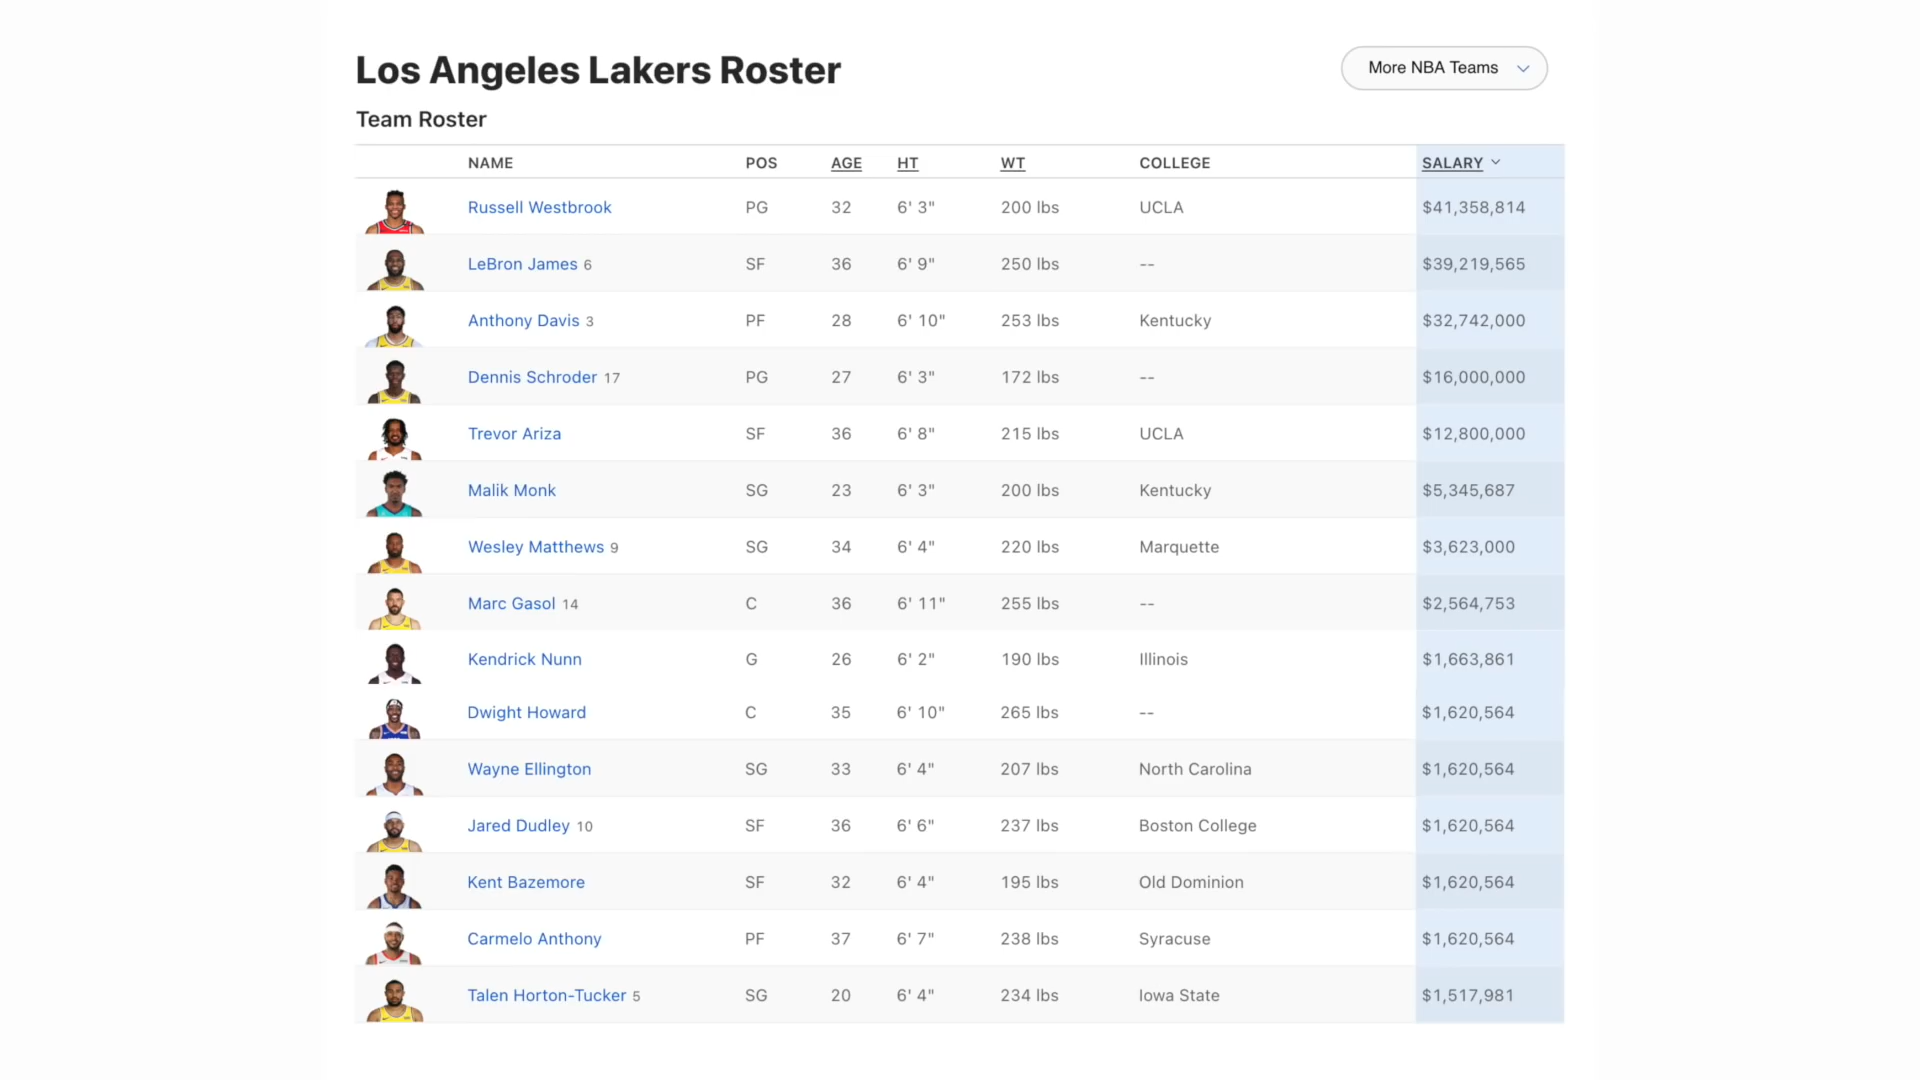 Los Angeles Lakers Roster
More NBA Teams
Team Roster
NAME POS AGE HT WT COLLEGE SALARY
Russell Westbrook PG 32 6' 3" 200 lbs UCLA $41,358,814
LeBron James 6 SF 36 6' 9" 250 lbs -- $39,219,565
Anthony Davis 3 PF 28 6' 10" 253 lbs Kentucky $32,742,000
Dennis Schroder 17 PG 27 6' 3" 172 lbs -- $16,000,000
Trevor Ariza SF 36 6' 8" 215 lbs UCLA $12,800,000
Malik Monk SG 23 6' 3" 200 lbs Kentucky $5,345,687
Wesley Matthews 9 SG 34 6' 4" 220 lbs Marquette $3,623,000
Marc Gasol 14 C 36 6' 11" 255 lbs -- $2,564,753
Kendrick Nunn G 26 6' 2" 190 lbs Illinois $1,663,861
Dwight Howard C 35 6' 10" 265 lbs -- $1,620,564
Wayne Ellington SG 33 6' 4" 207 lbs North Carolina $1,620,564
Jared Dudley 10 SF 36 6' 6" 237 lbs Boston College $1,620,564
Kent Bazemore SF 32 6' 4" 195 lbs Old Dominion $1,620,564
Carmelo Anthony PF 37 6' 7" 238 lbs Syracuse $1,620,564
Talen Horton-Tucker 5 SG 20 6' 4" 234 lbs Iowa State $1,517,981